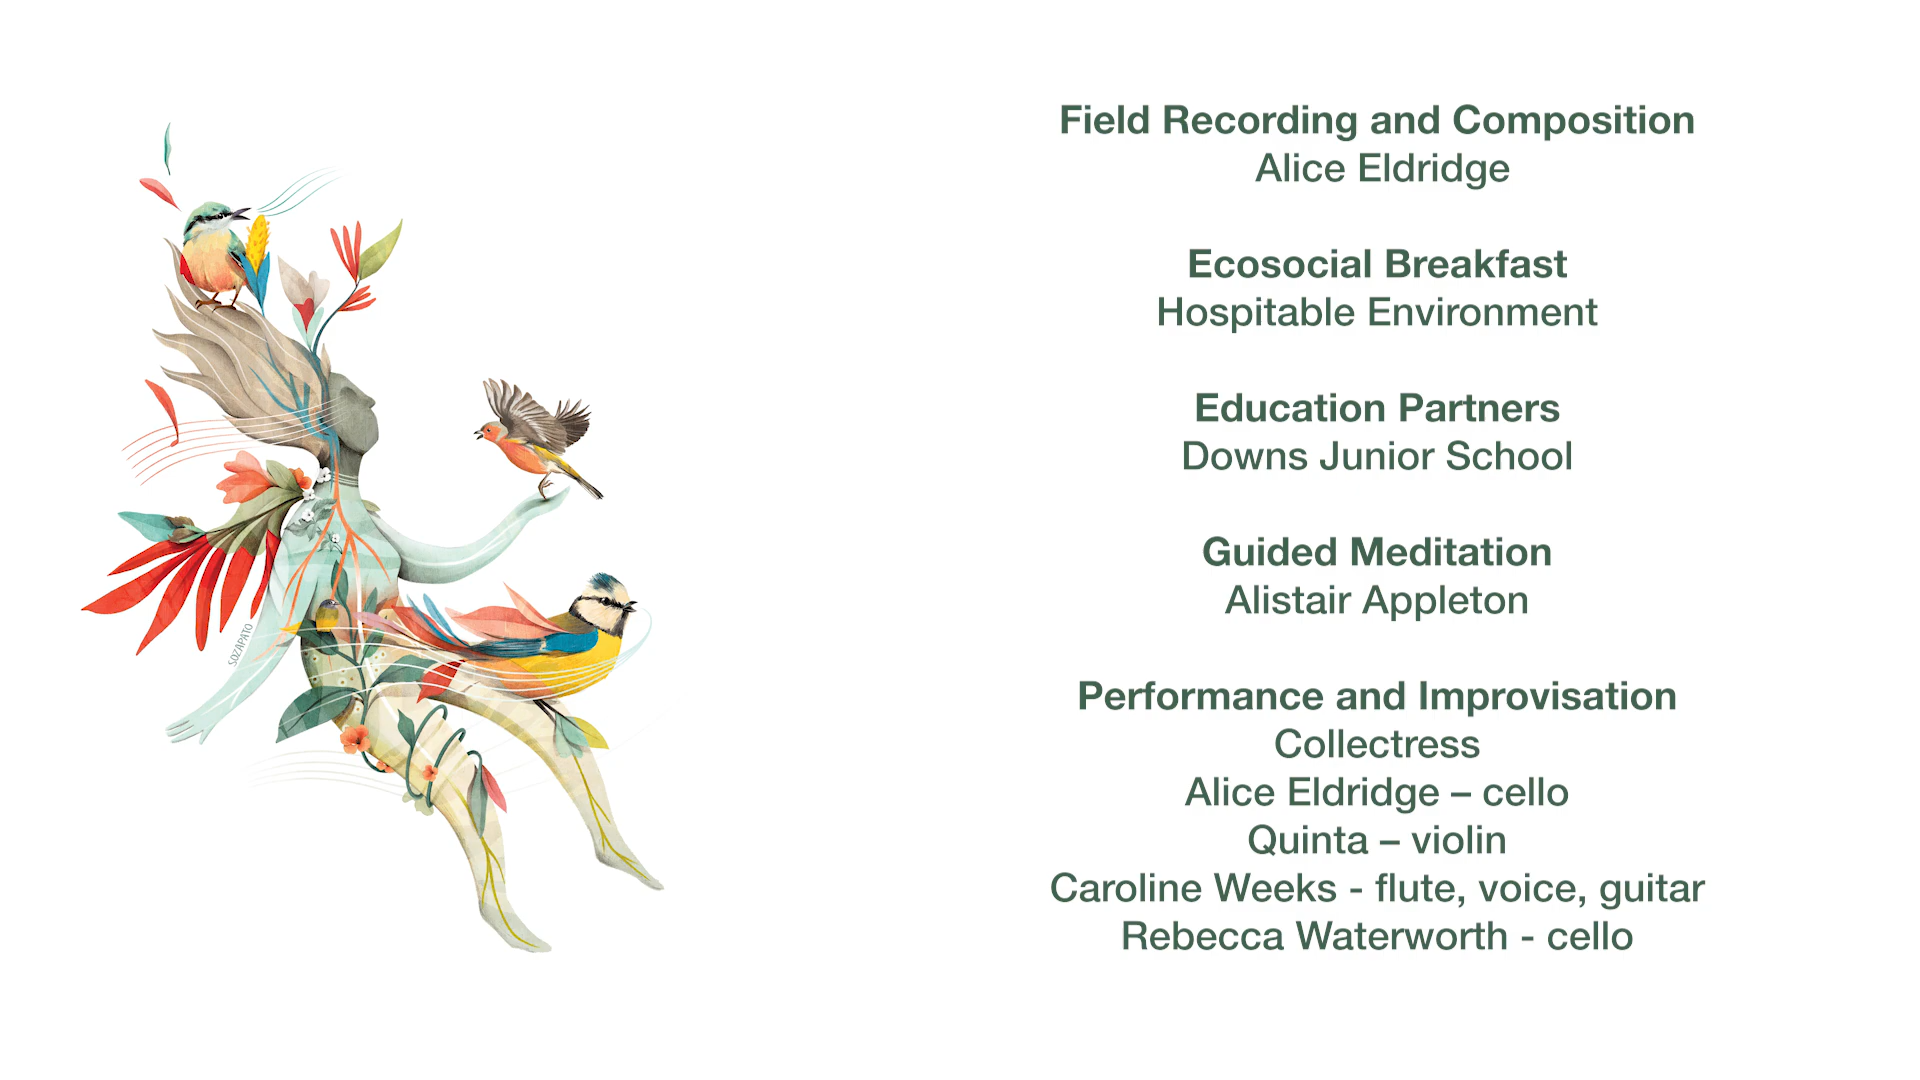 Field Recording and Composition
Alice Eldridge
Ecosocial Breakfast
Hospitable Environment
Education Partners
Downs Junior School
Guided Meditation
Alistair Appleton
Performance and Improvisation
Collectress
Alice Eldridge – cello
Quinta – violin
Caroline Weeks - flute, voice, guitar
Rebecca Waterworth - cello
SOZAPATO